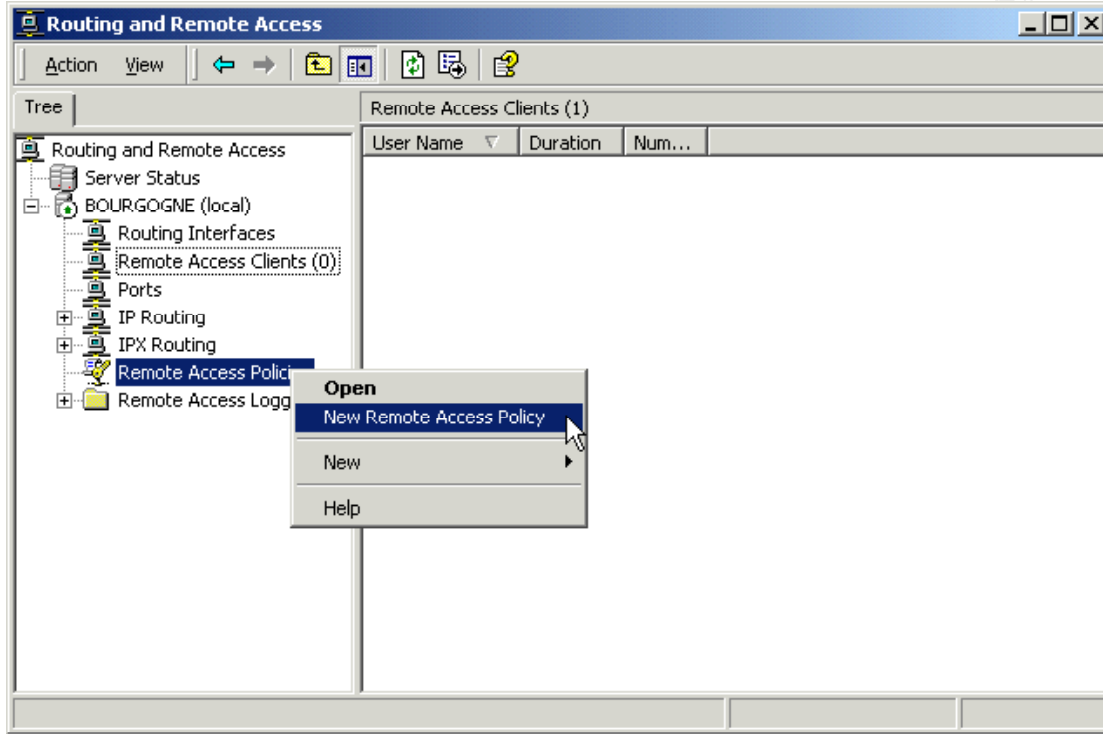 Routing and Remote Access
Action View
Tree
Remote Access Clients (1)
User Name Duration Num...
Routing and Remote Access
Server Status
BOURGOGNE (local)
Routing Interfaces
Remote Access Clients (0)
Ports
IP Routing
IPX Routing
Remote Access Polici
Remote Access Logg
Open
New Remote Access Policy
New
Help